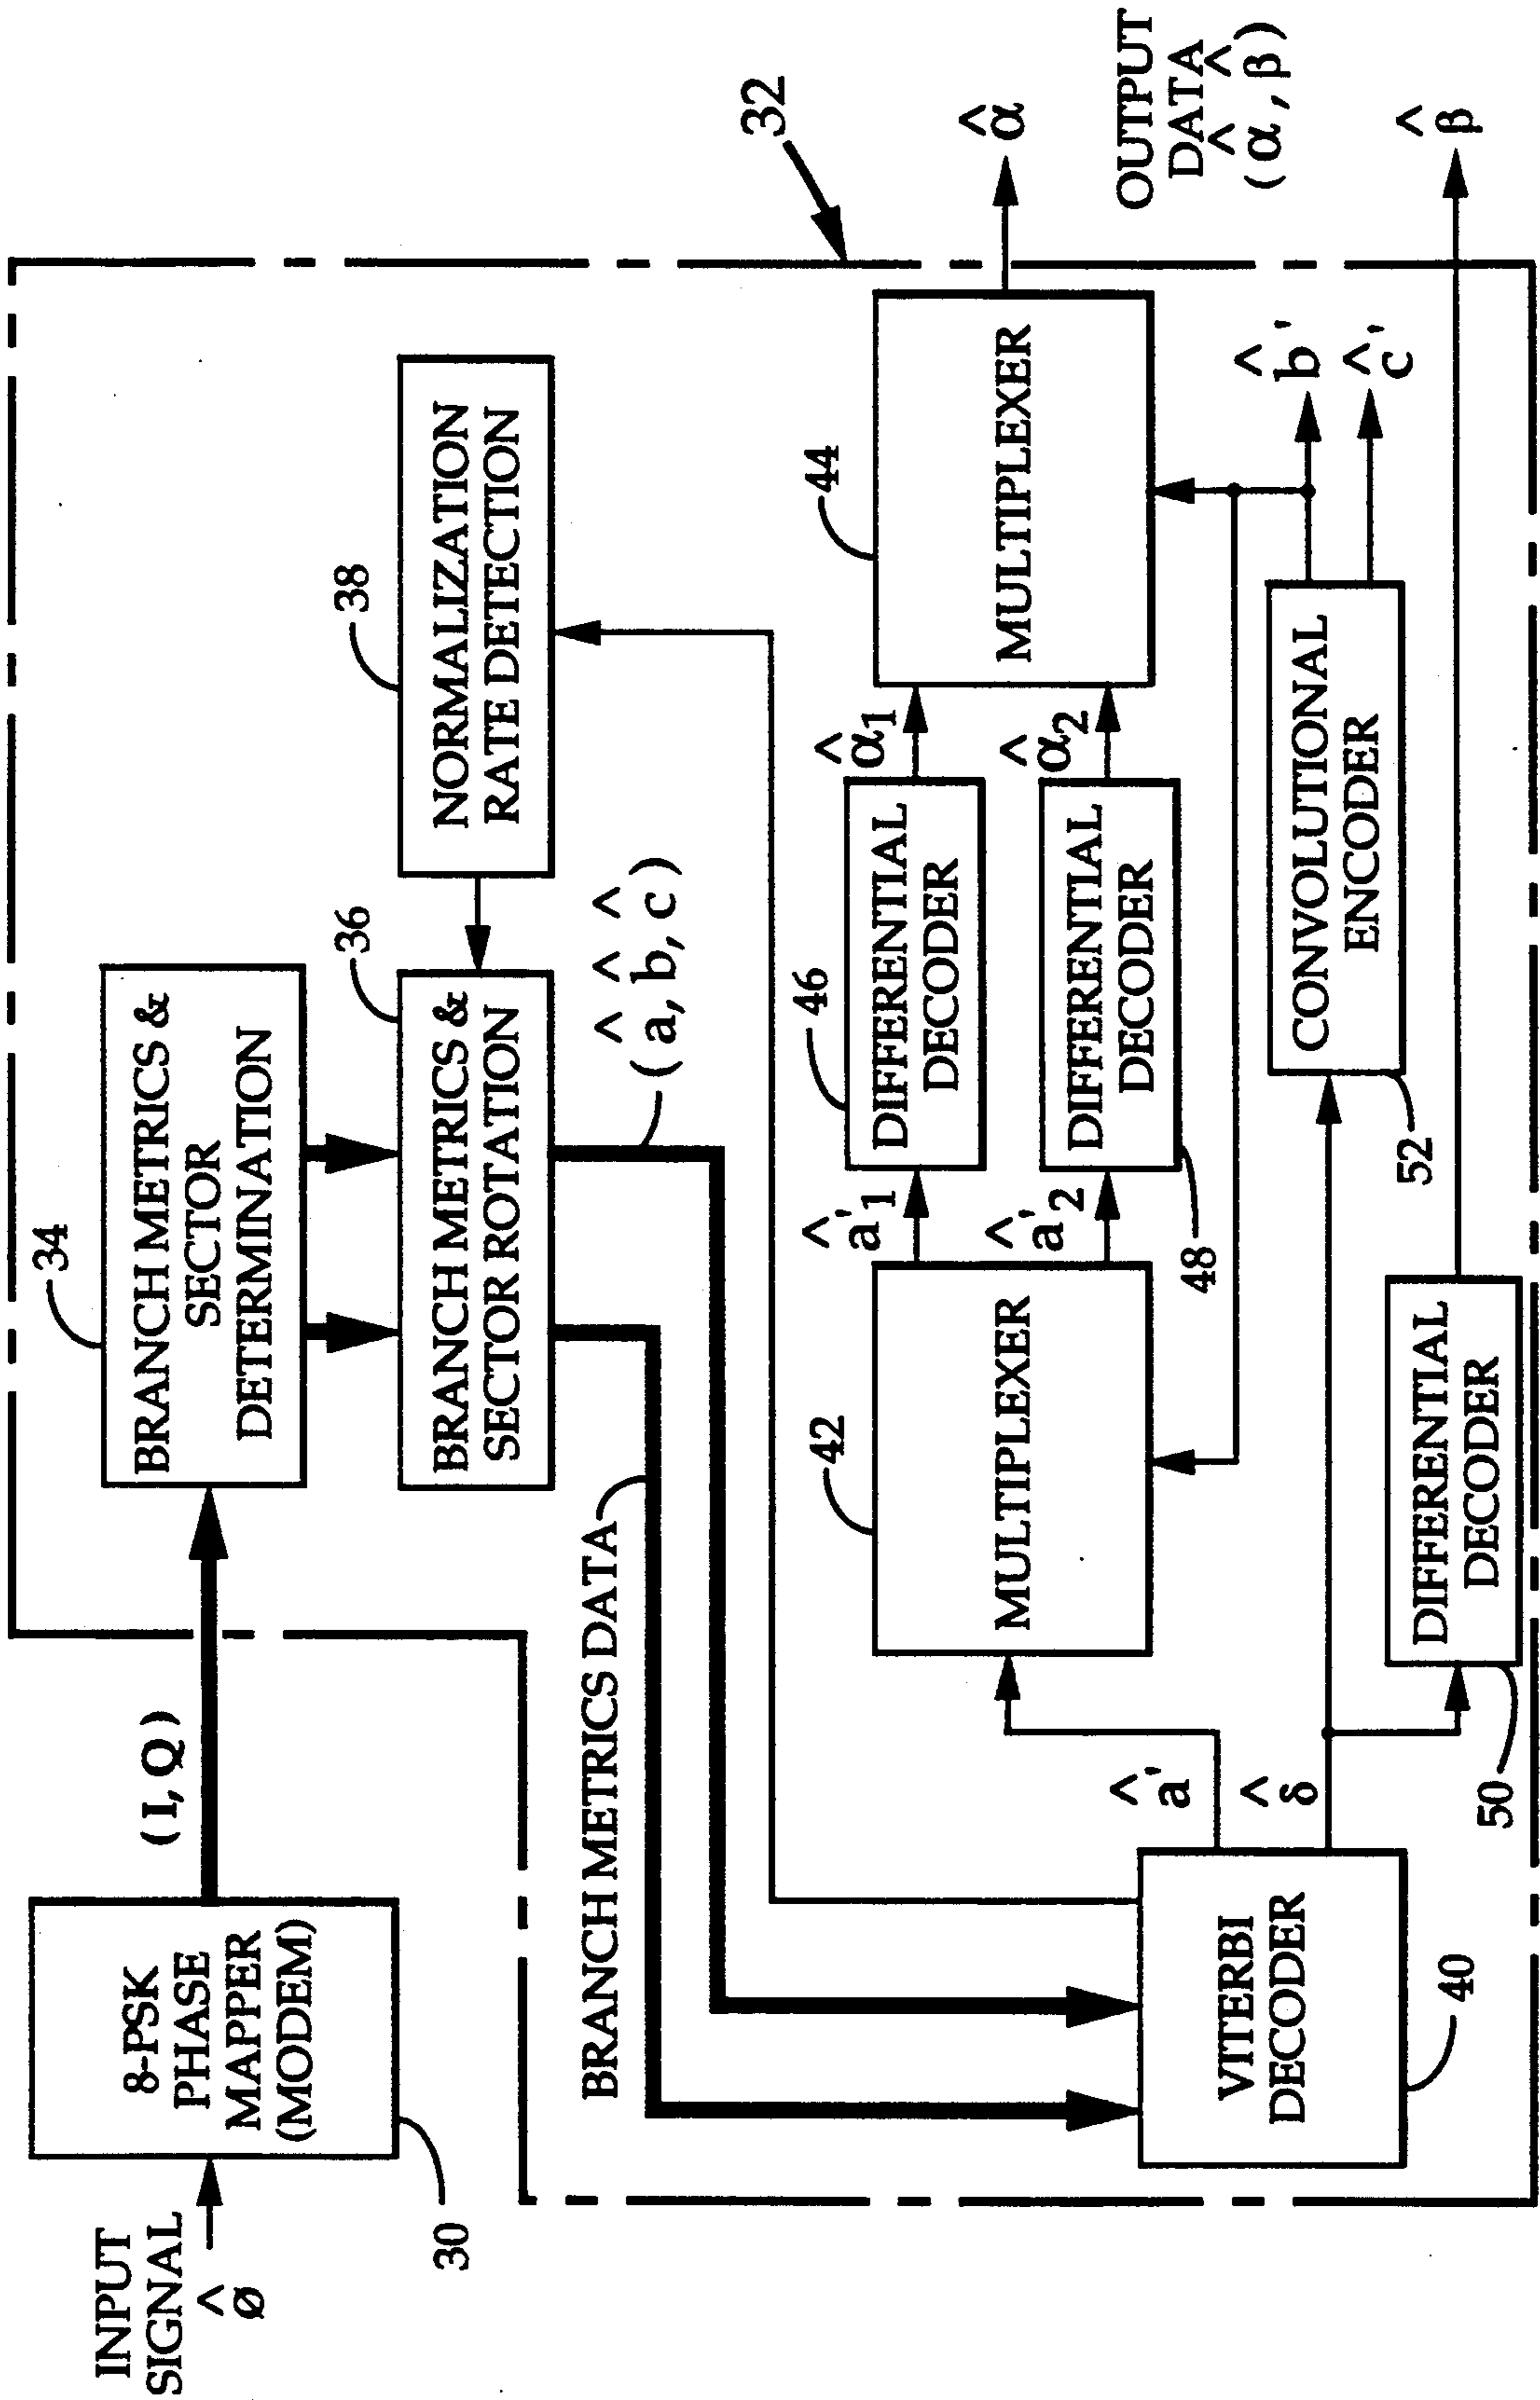 INPUT
SIGNAL
^
ø
8-PSK
PHASE
MAPPER
(MODEM)
30
(I, Q)
34
BRANCH METRICS &
SECTOR
DETERMINATION
36
BRANCH METRICS &
SECTOR ROTATION
38
NORMALIZATION
RATE DETECTION
32
BRANCH METRICS DATA
(â, b̂, ĉ)
VITERBI
DECODER
40
â'
δ̂
42
MULTIPLEXER
â'1
â'2
46
DIFFERENTIAL
DECODER
DIFFERENTIAL
DECODER
48
α̂1
α̂2
44
MULTIPLEXER
α̂
OUTPUT
DATA
(α̂, β̂)
CONVOLUTIONAL
ENCODER
52
b̂'
ĉ'
DIFFERENTIAL
DECODER
50
β̂